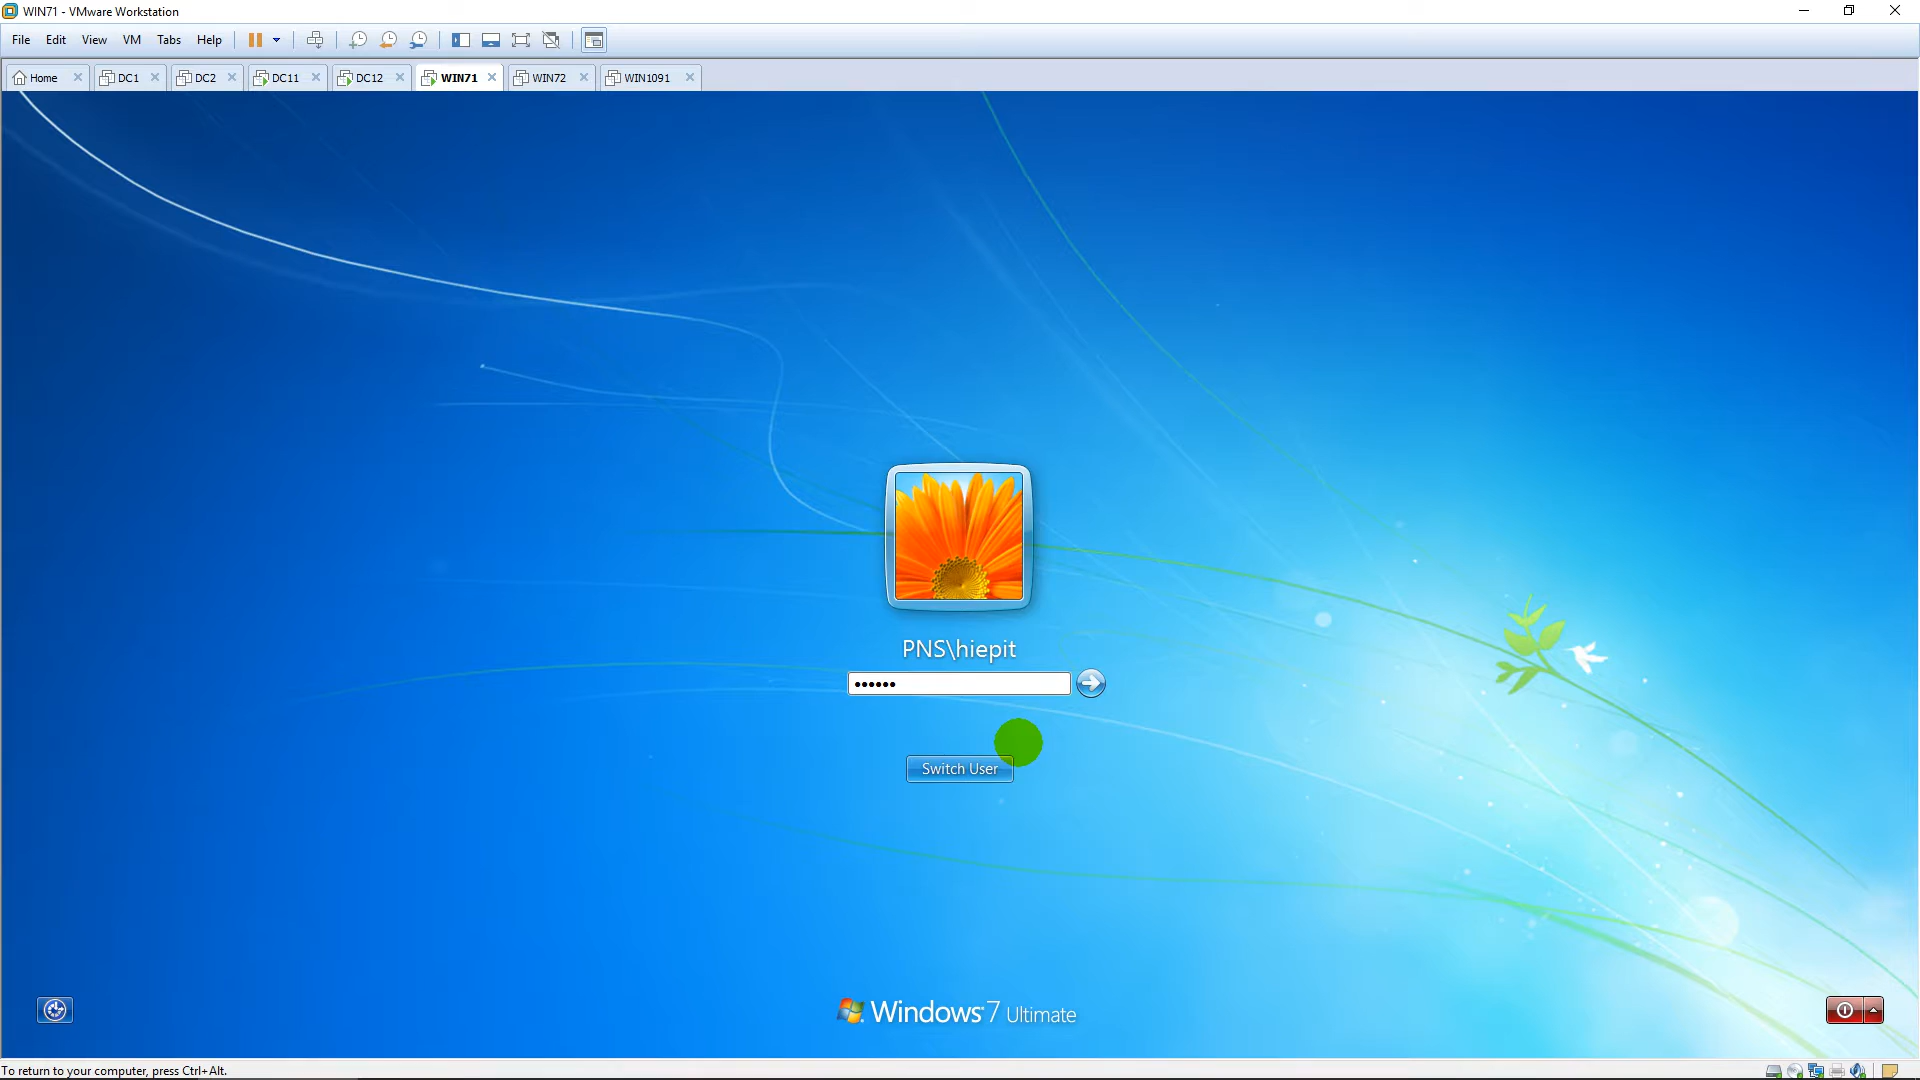 WIN71 - VMware Workstation
File Edit View VM Tabs Help
Home DC1 DC2 DC11 DC12 WIN71 WIN72 WIN1091
PNS\hiepit
••••••
Switch User
Windows 7 Ultimate
To return to your computer, press Ctrl+Alt.